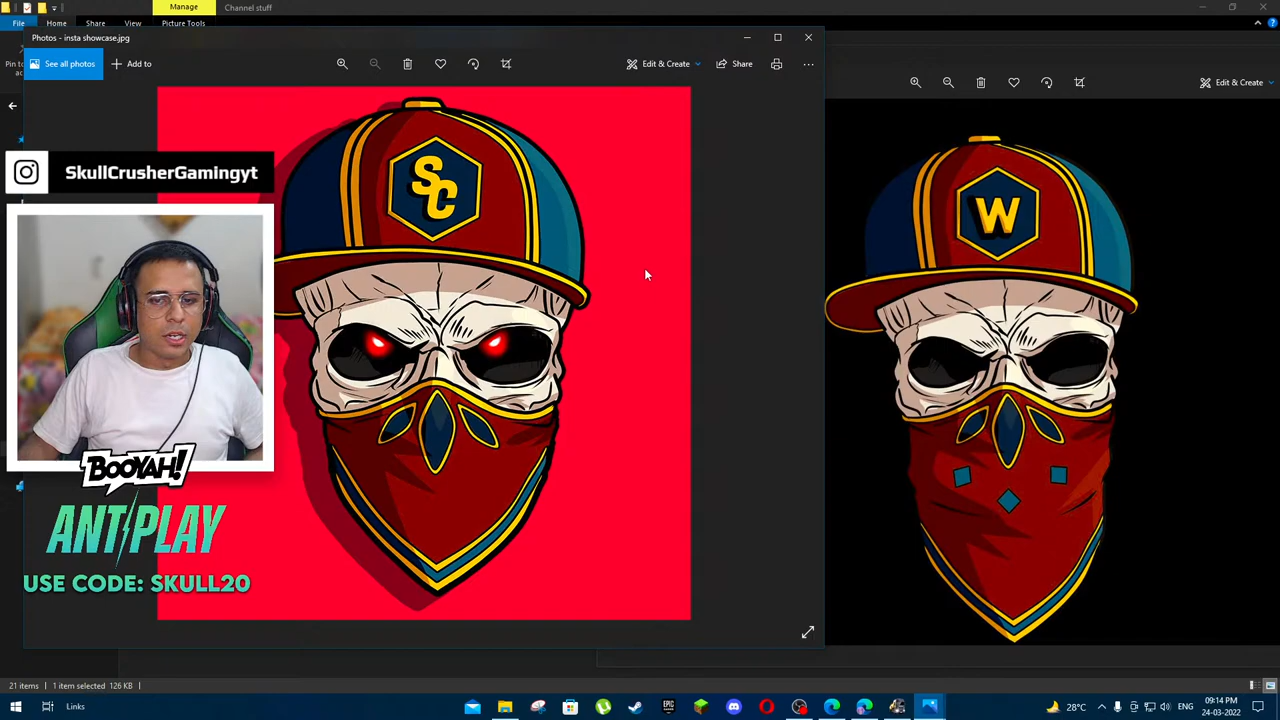 Manage
Channel stuff
File
Home
Share
View
Picture Tools
Photos - insta showcase.jpg
See all photos
Add to
Edit & Create
Share
Edit & Create
Pin to
SkullCrusherGamingyt
SC
W
BOOYAH!
ANTPLAY
USE CODE: SKULL20
21 items
1 item selected 126 KB
Links
28°C
ENG
09:14 PM
24-03-2022